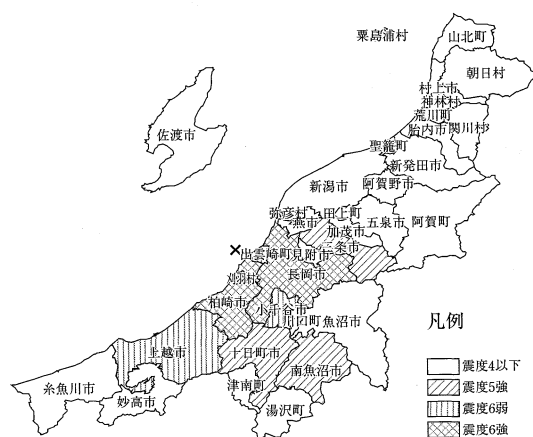 粟島浦村
山北町
朝日村
村上市
神林村
荒川町
関川村
胎内市
佐渡市
聖籠町
新発田市
新潟市
阿賀野市
弥彦村
田上町
燕市
五泉市
阿賀町
加茂市
三条市
×
出雲崎町
見附市
刈羽村
長岡市
柏崎市
小千谷市
川口町
魚沼市
上越市
十日町市
南魚沼市
糸魚川市
津南町
妙高市
湯沢町
凡例
震度4以下
震度5強
震度6弱
震度6強